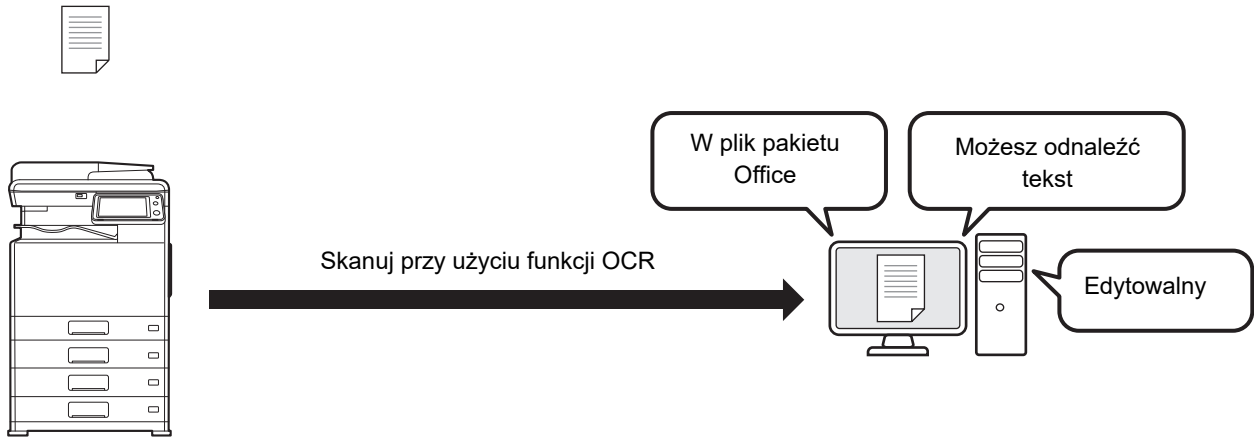 W plik pakietu
Office
Możesz odnaleźć
tekst
Skanuj przy użyciu funkcji OCR
Edytowalny